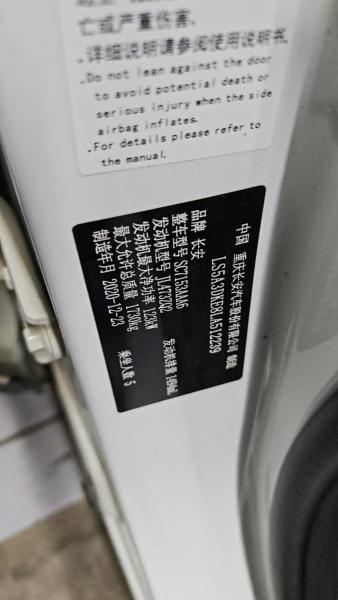 亡或严重伤害.
.详细说明请参阅使用说明书.
.Do not lean against the door
to avoid potential death or
serious injury when the side
airbag inflates.
.For details please refer to
the manual.
中国 重庆长安汽车股份有限公司 制造
LS5A3DKE8LA512239
品牌 长安
整车型号 SC7153AAA6
发动机型号 JL473ZQ2 发动机排量 1494mL
发动机最大净功率 122kW
最大允许总质量 1730kg
制造年月 2020-12-23 乘坐人数 5